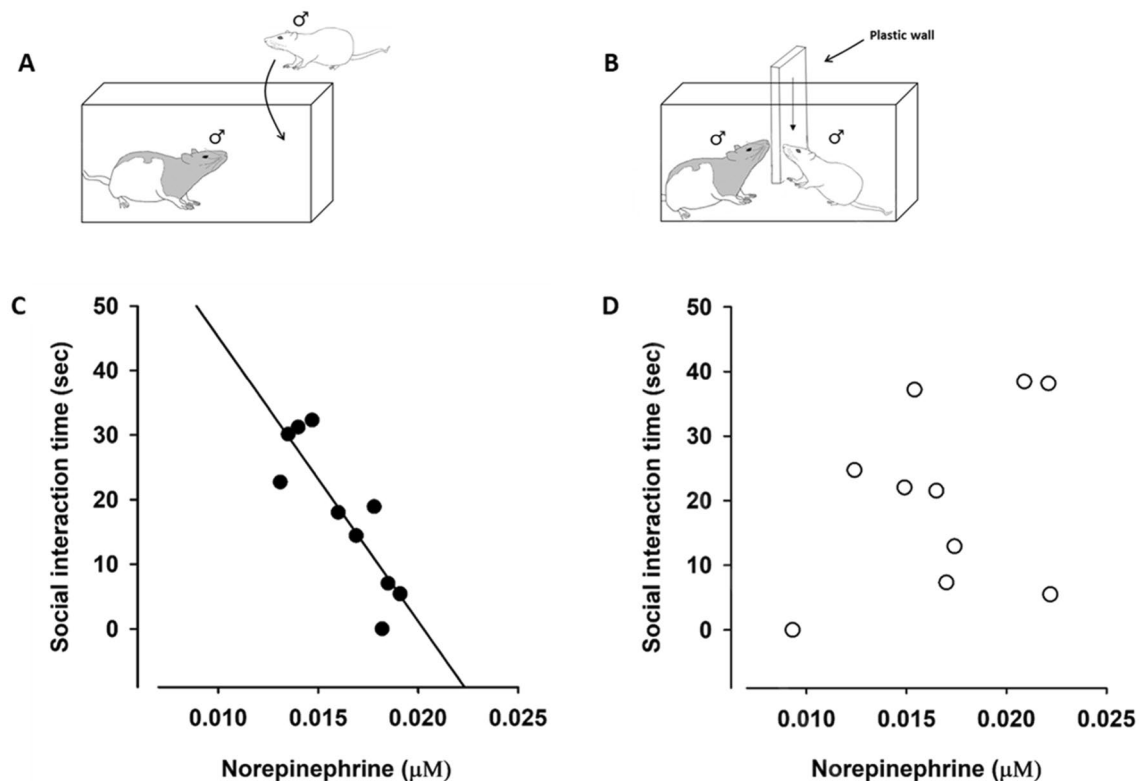 A
♂
♂
B
Plastic wall
♂
♂
C
Social interaction time (sec)
50
40
30
20
10
0
0.010 0.015 0.020 0.025
Norepinephrine (μM)
D
Social interaction time (sec)
50
40
30
20
10
0
0.010 0.015 0.020 0.025
Norepinephrine (μM)